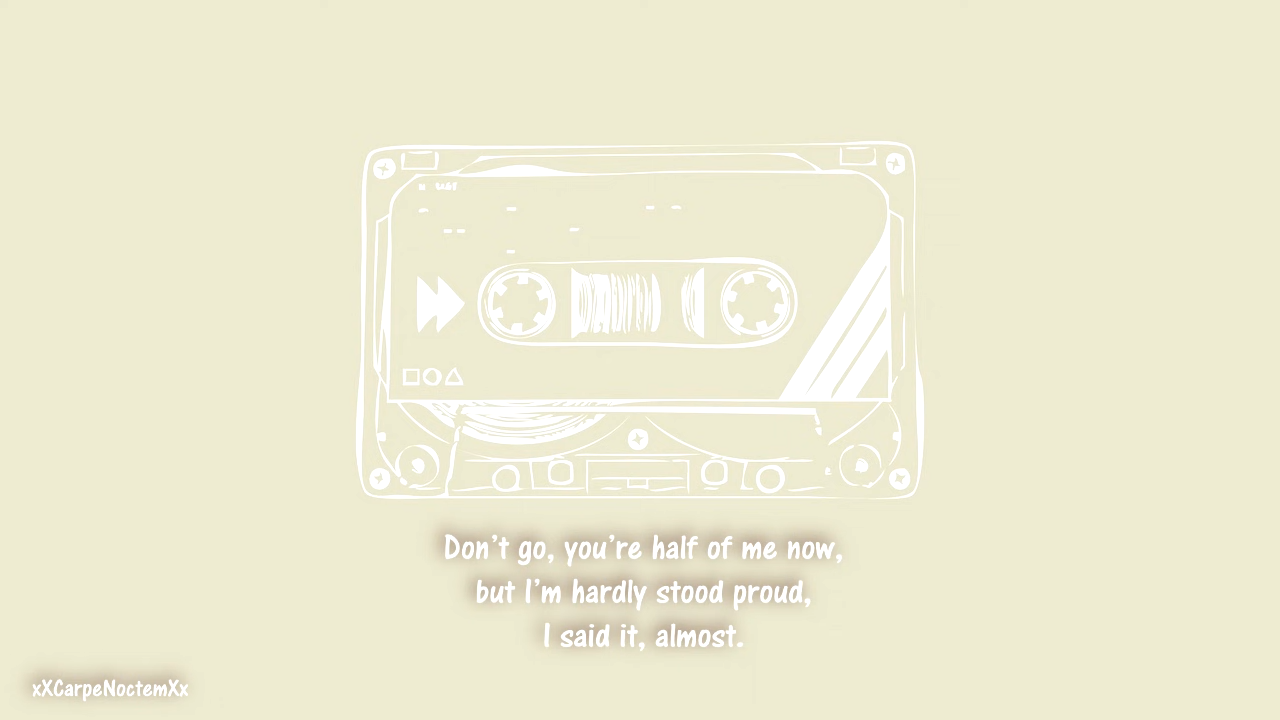 Don't go, you're half of me now,
but I'm hardly stood proud,
I said it, almost.
xXCarpeNoctemXx